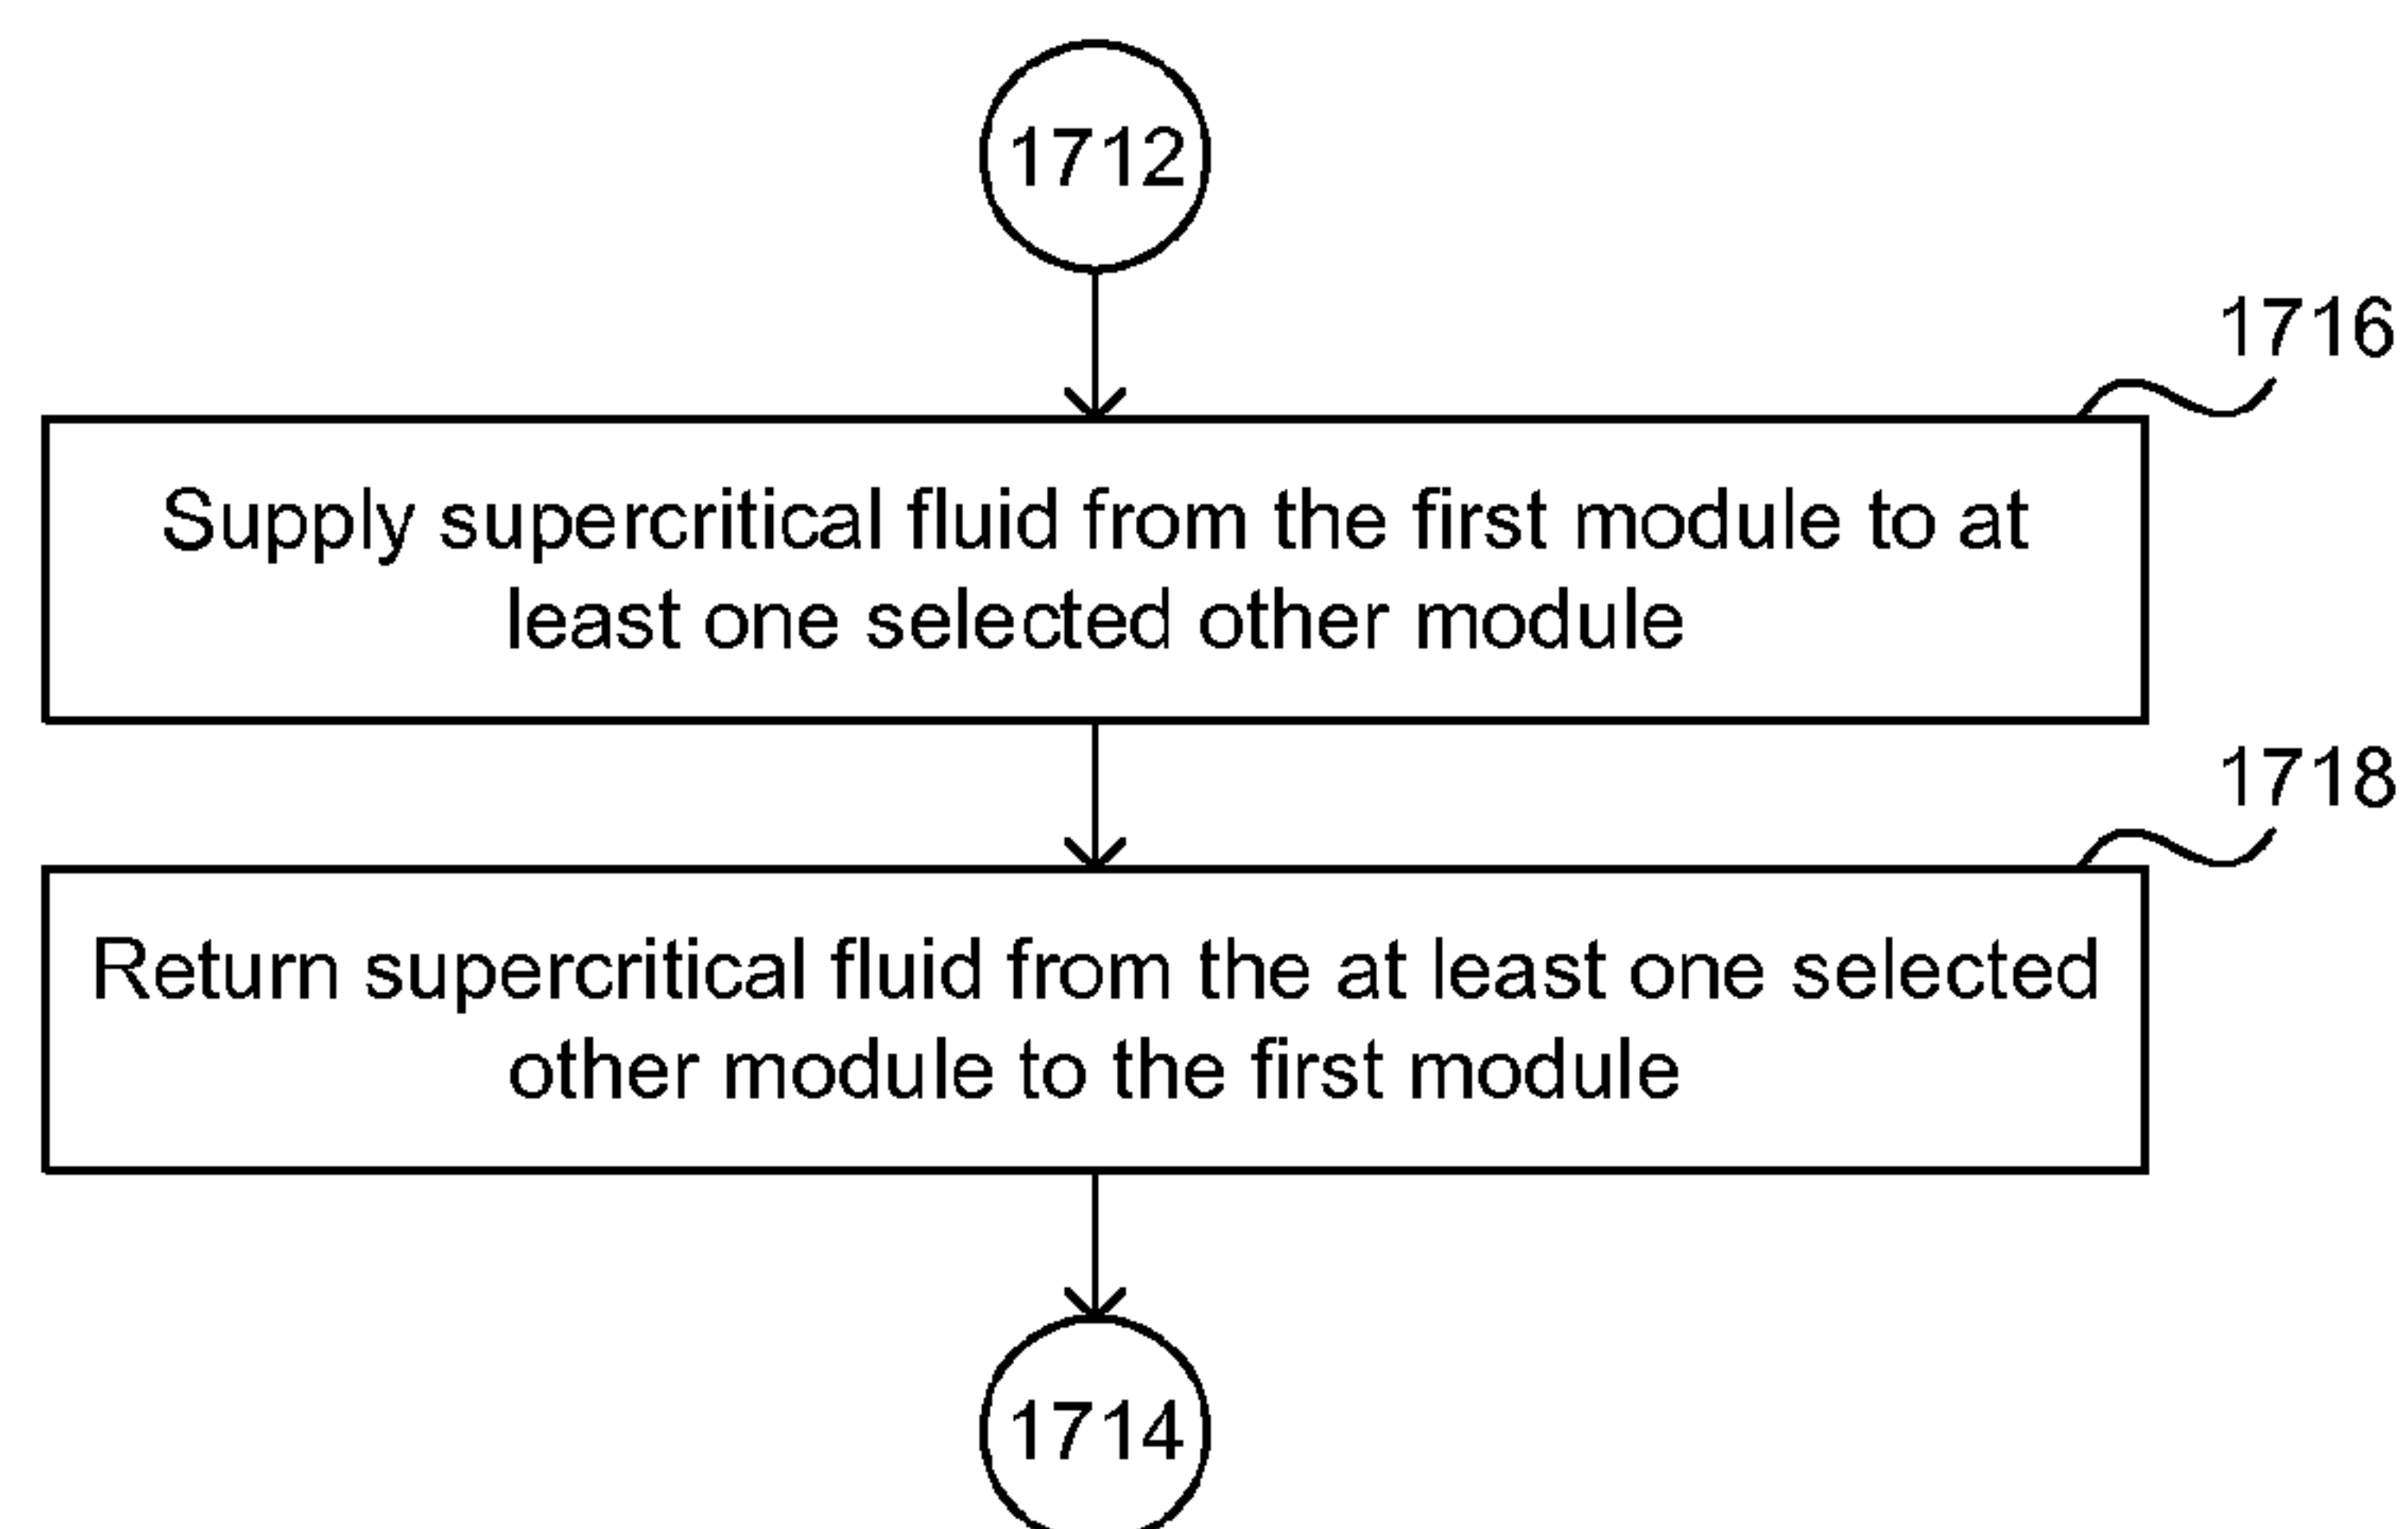 1712
1716
Supply supercritical fluid from the first module to at
least one selected other module
1718
Return supercritical fluid from the at least one selected
other module to the first module
1714